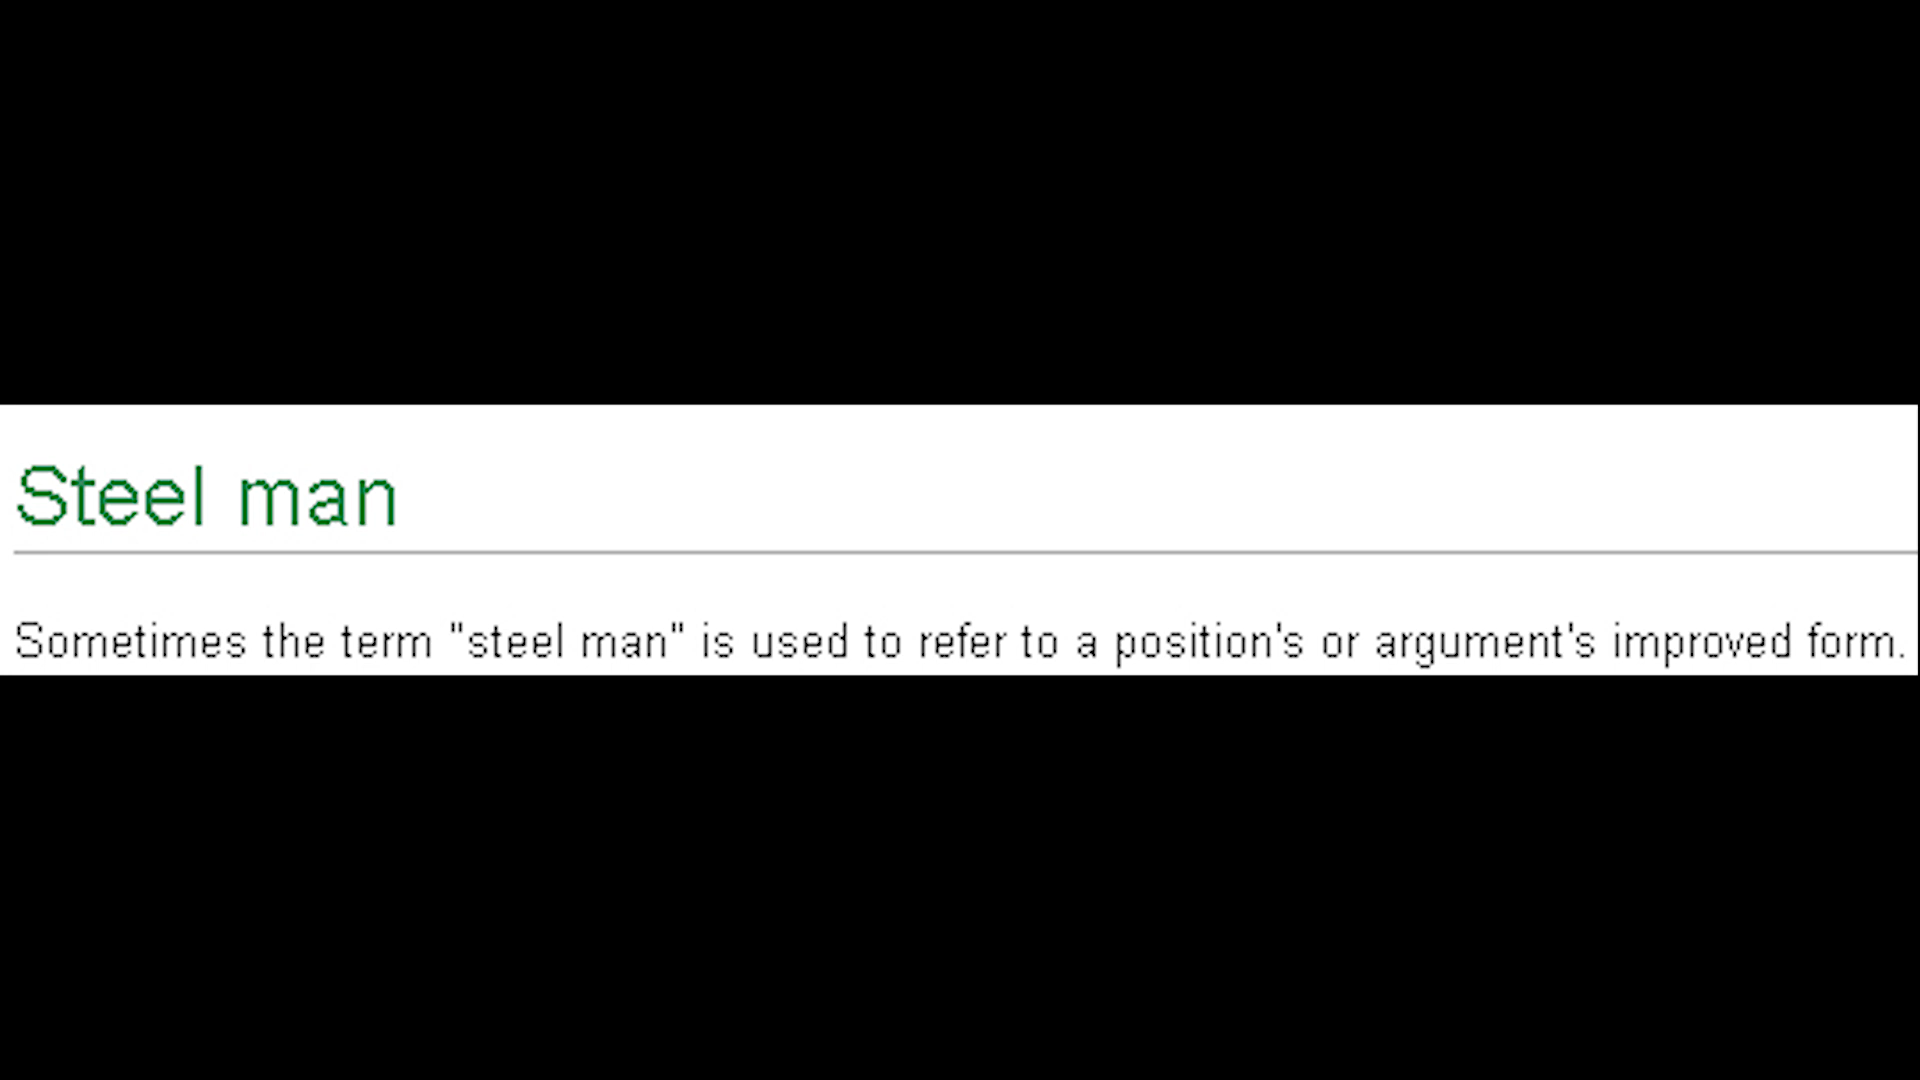 Steel man
Sometimes the term "steel man" is used to refer to a position's or argument's improved form.